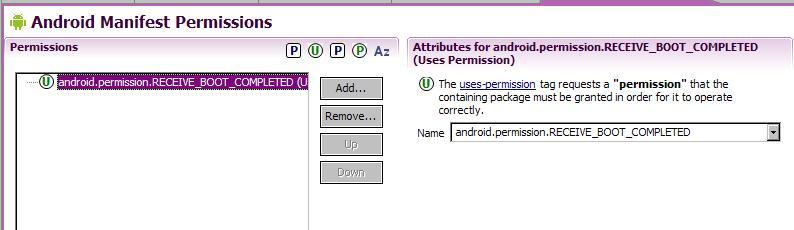 Android Manifest Permissions
Permissions
P U P P Az
U android.permission.RECEIVE_BOOT_COMPLETED (U
Add...
Remove...
Up
Down
Attributes for android.permission.RECEIVE_BOOT_COMPLETED
(Uses Permission)
U The uses-permission tag requests a "permission" that the
containing package must be granted in order for it to operate
correctly.
Name android.permission.RECEIVE_BOOT_COMPLETED